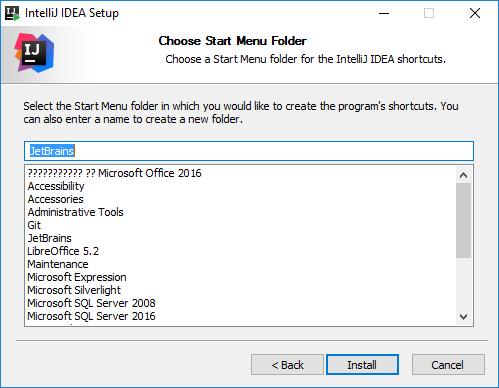 IntelliJ IDEA Setup
IJ
Choose Start Menu Folder
Choose a Start Menu folder for the IntelliJ IDEA shortcuts.
Select the Start Menu folder in which you would like to create the program's shortcuts. You
can also enter a name to create a new folder.
JetBrains
??????????? ?? Microsoft Office 2016
Accessibility
Accessories
Administrative Tools
Git
JetBrains
LibreOffice 5.2
Maintenance
Microsoft Expression
Microsoft Silverlight
Microsoft SQL Server 2008
Microsoft SQL Server 2016
< Back
Install
Cancel